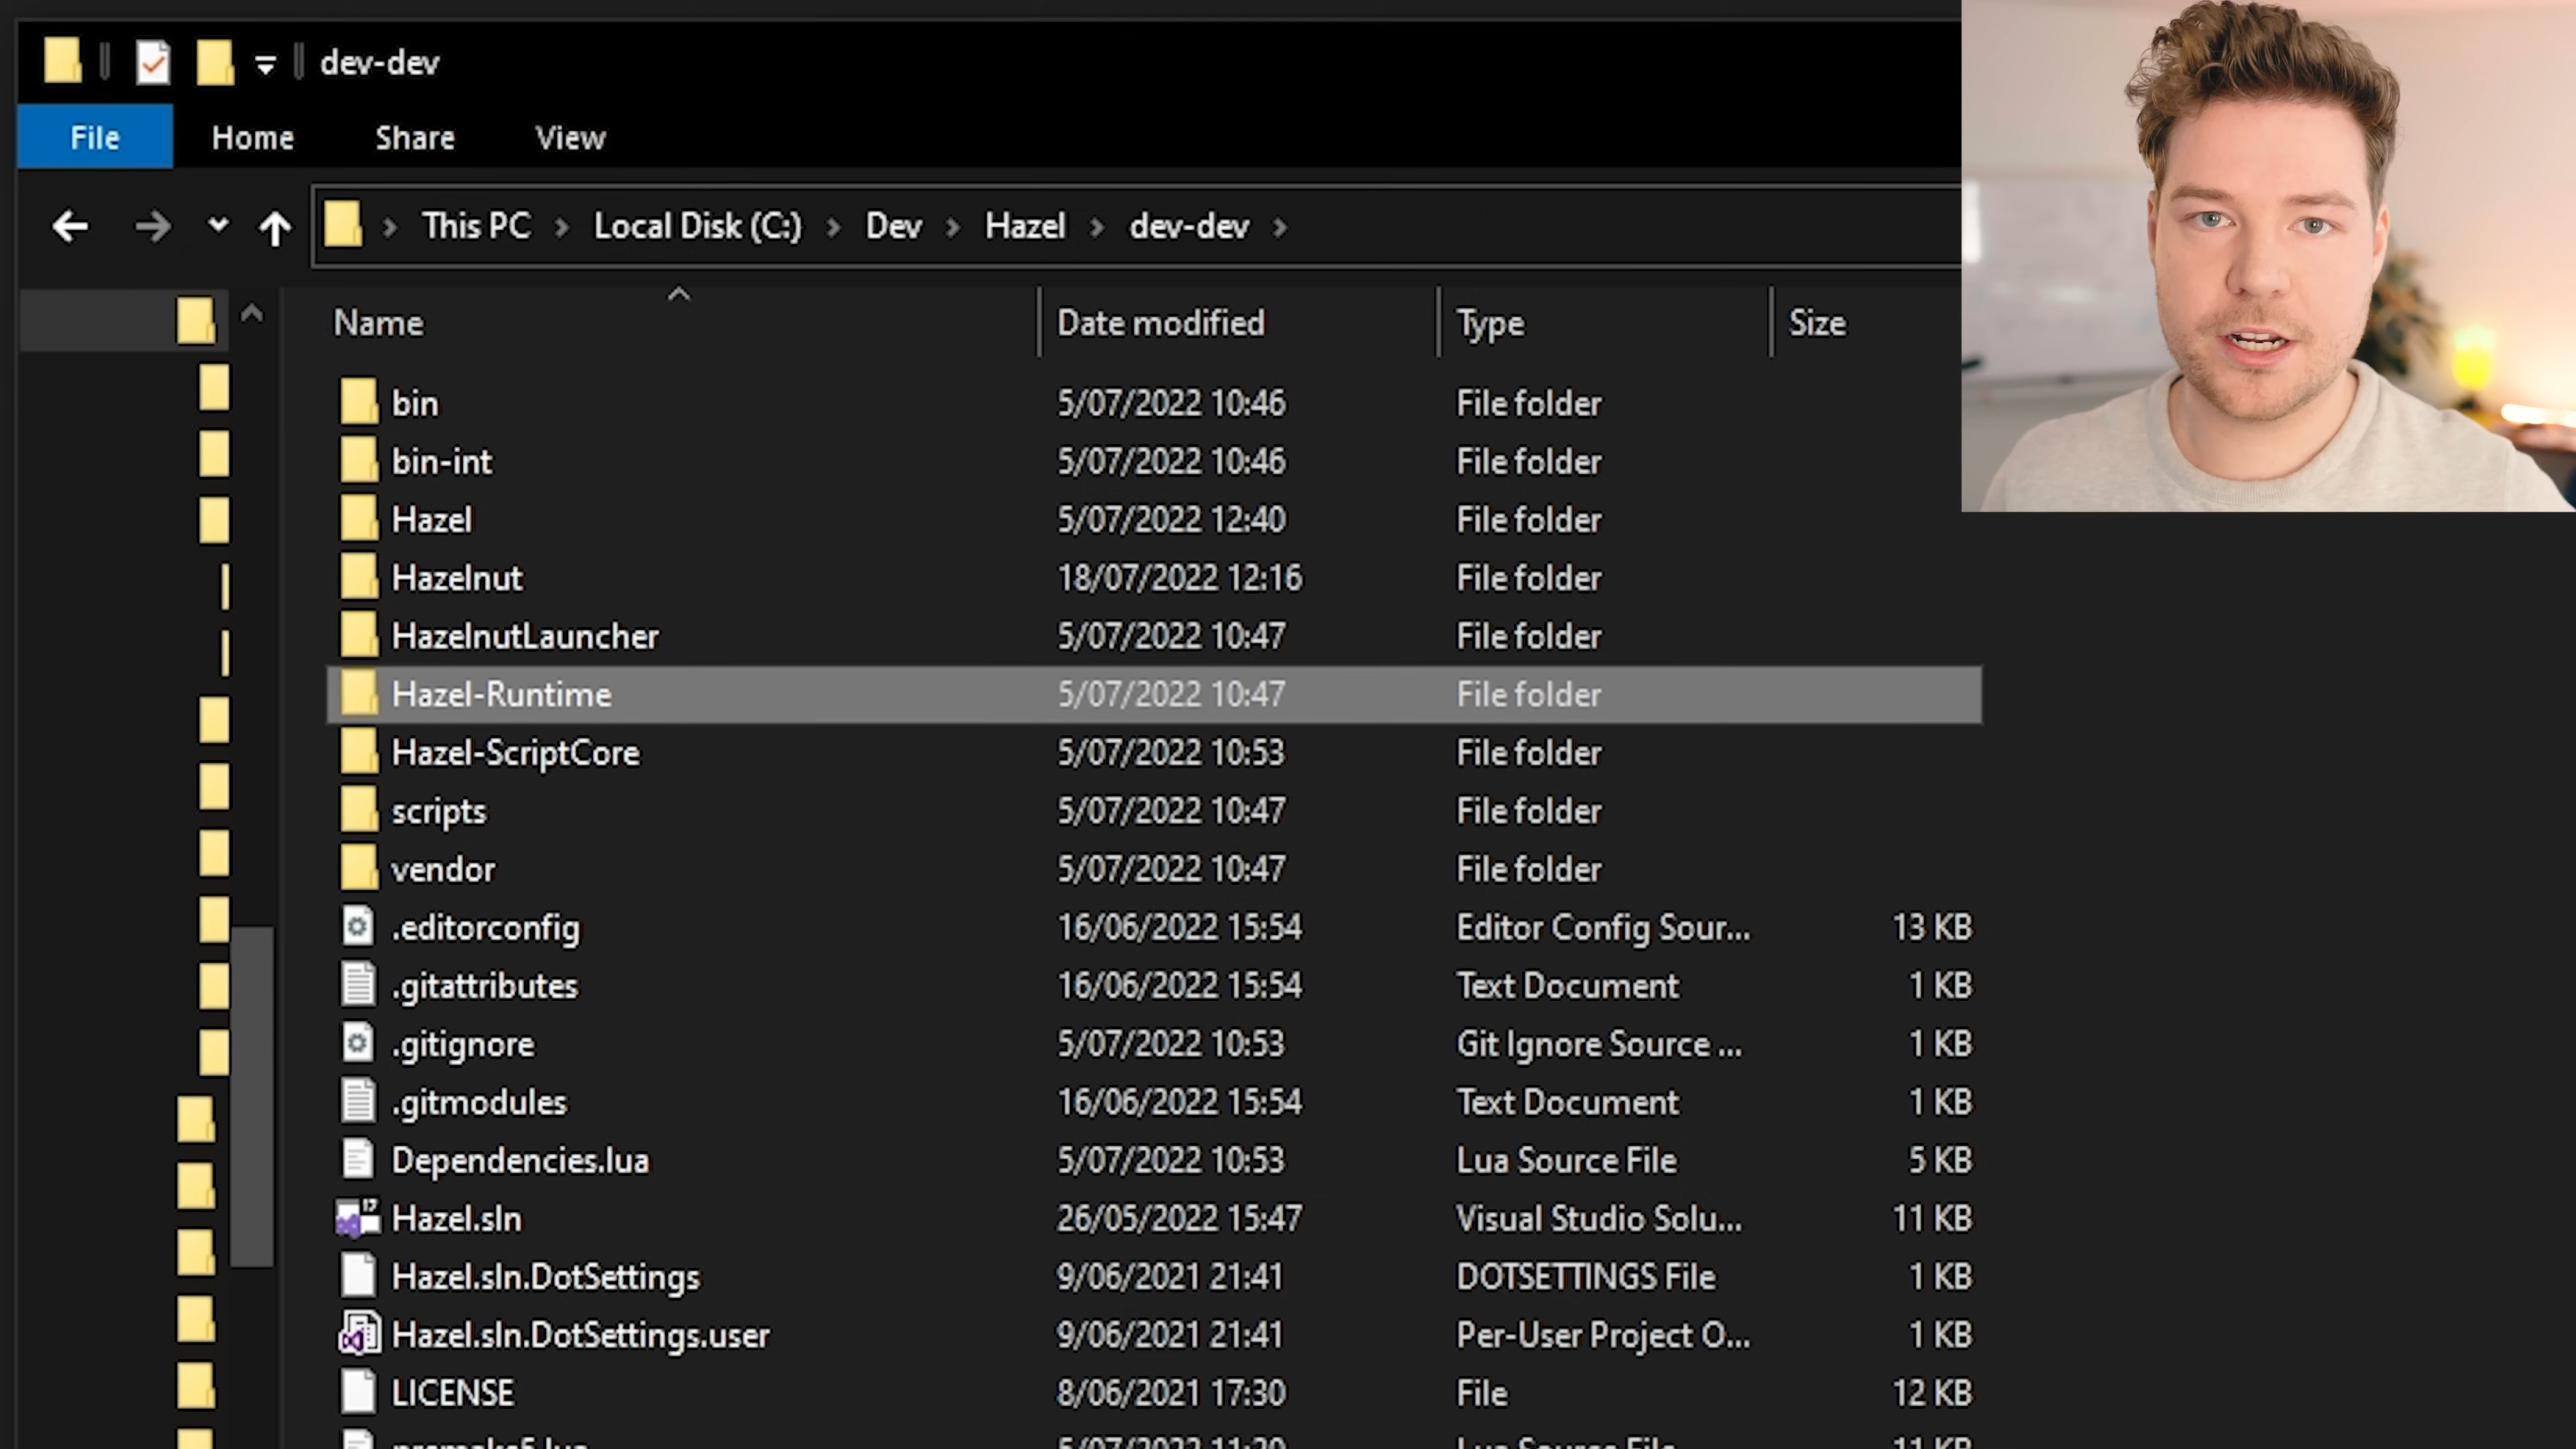 dev-dev
File Home Share View
This PC Local Disk (C:) Dev Hazel dev-dev
Name Date modified Type Size
bin 5/07/2022 10:46 File folder
bin-int 5/07/2022 10:46 File folder
Hazel 5/07/2022 12:40 File folder
Hazelnut 18/07/2022 12:16 File folder
HazelnutLauncher 5/07/2022 10:47 File folder
Hazel-Runtime 5/07/2022 10:47 File folder
Hazel-ScriptCore 5/07/2022 10:53 File folder
scripts 5/07/2022 10:47 File folder
vendor 5/07/2022 10:47 File folder
.editorconfig 16/06/2022 15:54 Editor Config Sour... 13 KB
.gitattributes 16/06/2022 15:54 Text Document 1 KB
.gitignore 5/07/2022 10:53 Git Ignore Source ... 1 KB
.gitmodules 16/06/2022 15:54 Text Document 1 KB
Dependencies.lua 5/07/2022 10:53 Lua Source File 5 KB
Hazel.sln 26/05/2022 15:47 Visual Studio Solu... 11 KB
Hazel.sln.DotSettings 9/06/2021 21:41 DOTSETTINGS File 1 KB
Hazel.sln.DotSettings.user 9/06/2021 21:41 Per-User Project O... 1 KB
LICENSE 8/06/2021 17:30 File 12 KB